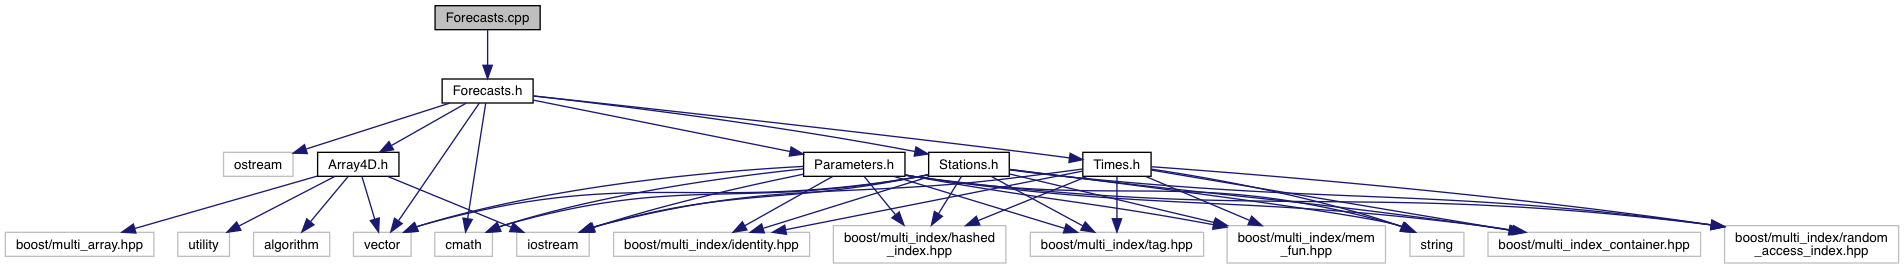 Forecasts.cpp
Forecasts.h
ostream
Array4D.h
Parameters.h
Stations.h
Times.h
boost/multi_array.hpp
utility
algorithm
vector
cmath
iostream
boost/multi_index/identity.hpp
boost/multi_index/hashed
_index.hpp
boost/multi_index/tag.hpp
boost/multi_index/mem
_fun.hpp
string
boost/multi_index_container.hpp
boost/multi_index/random
_access_index.hpp